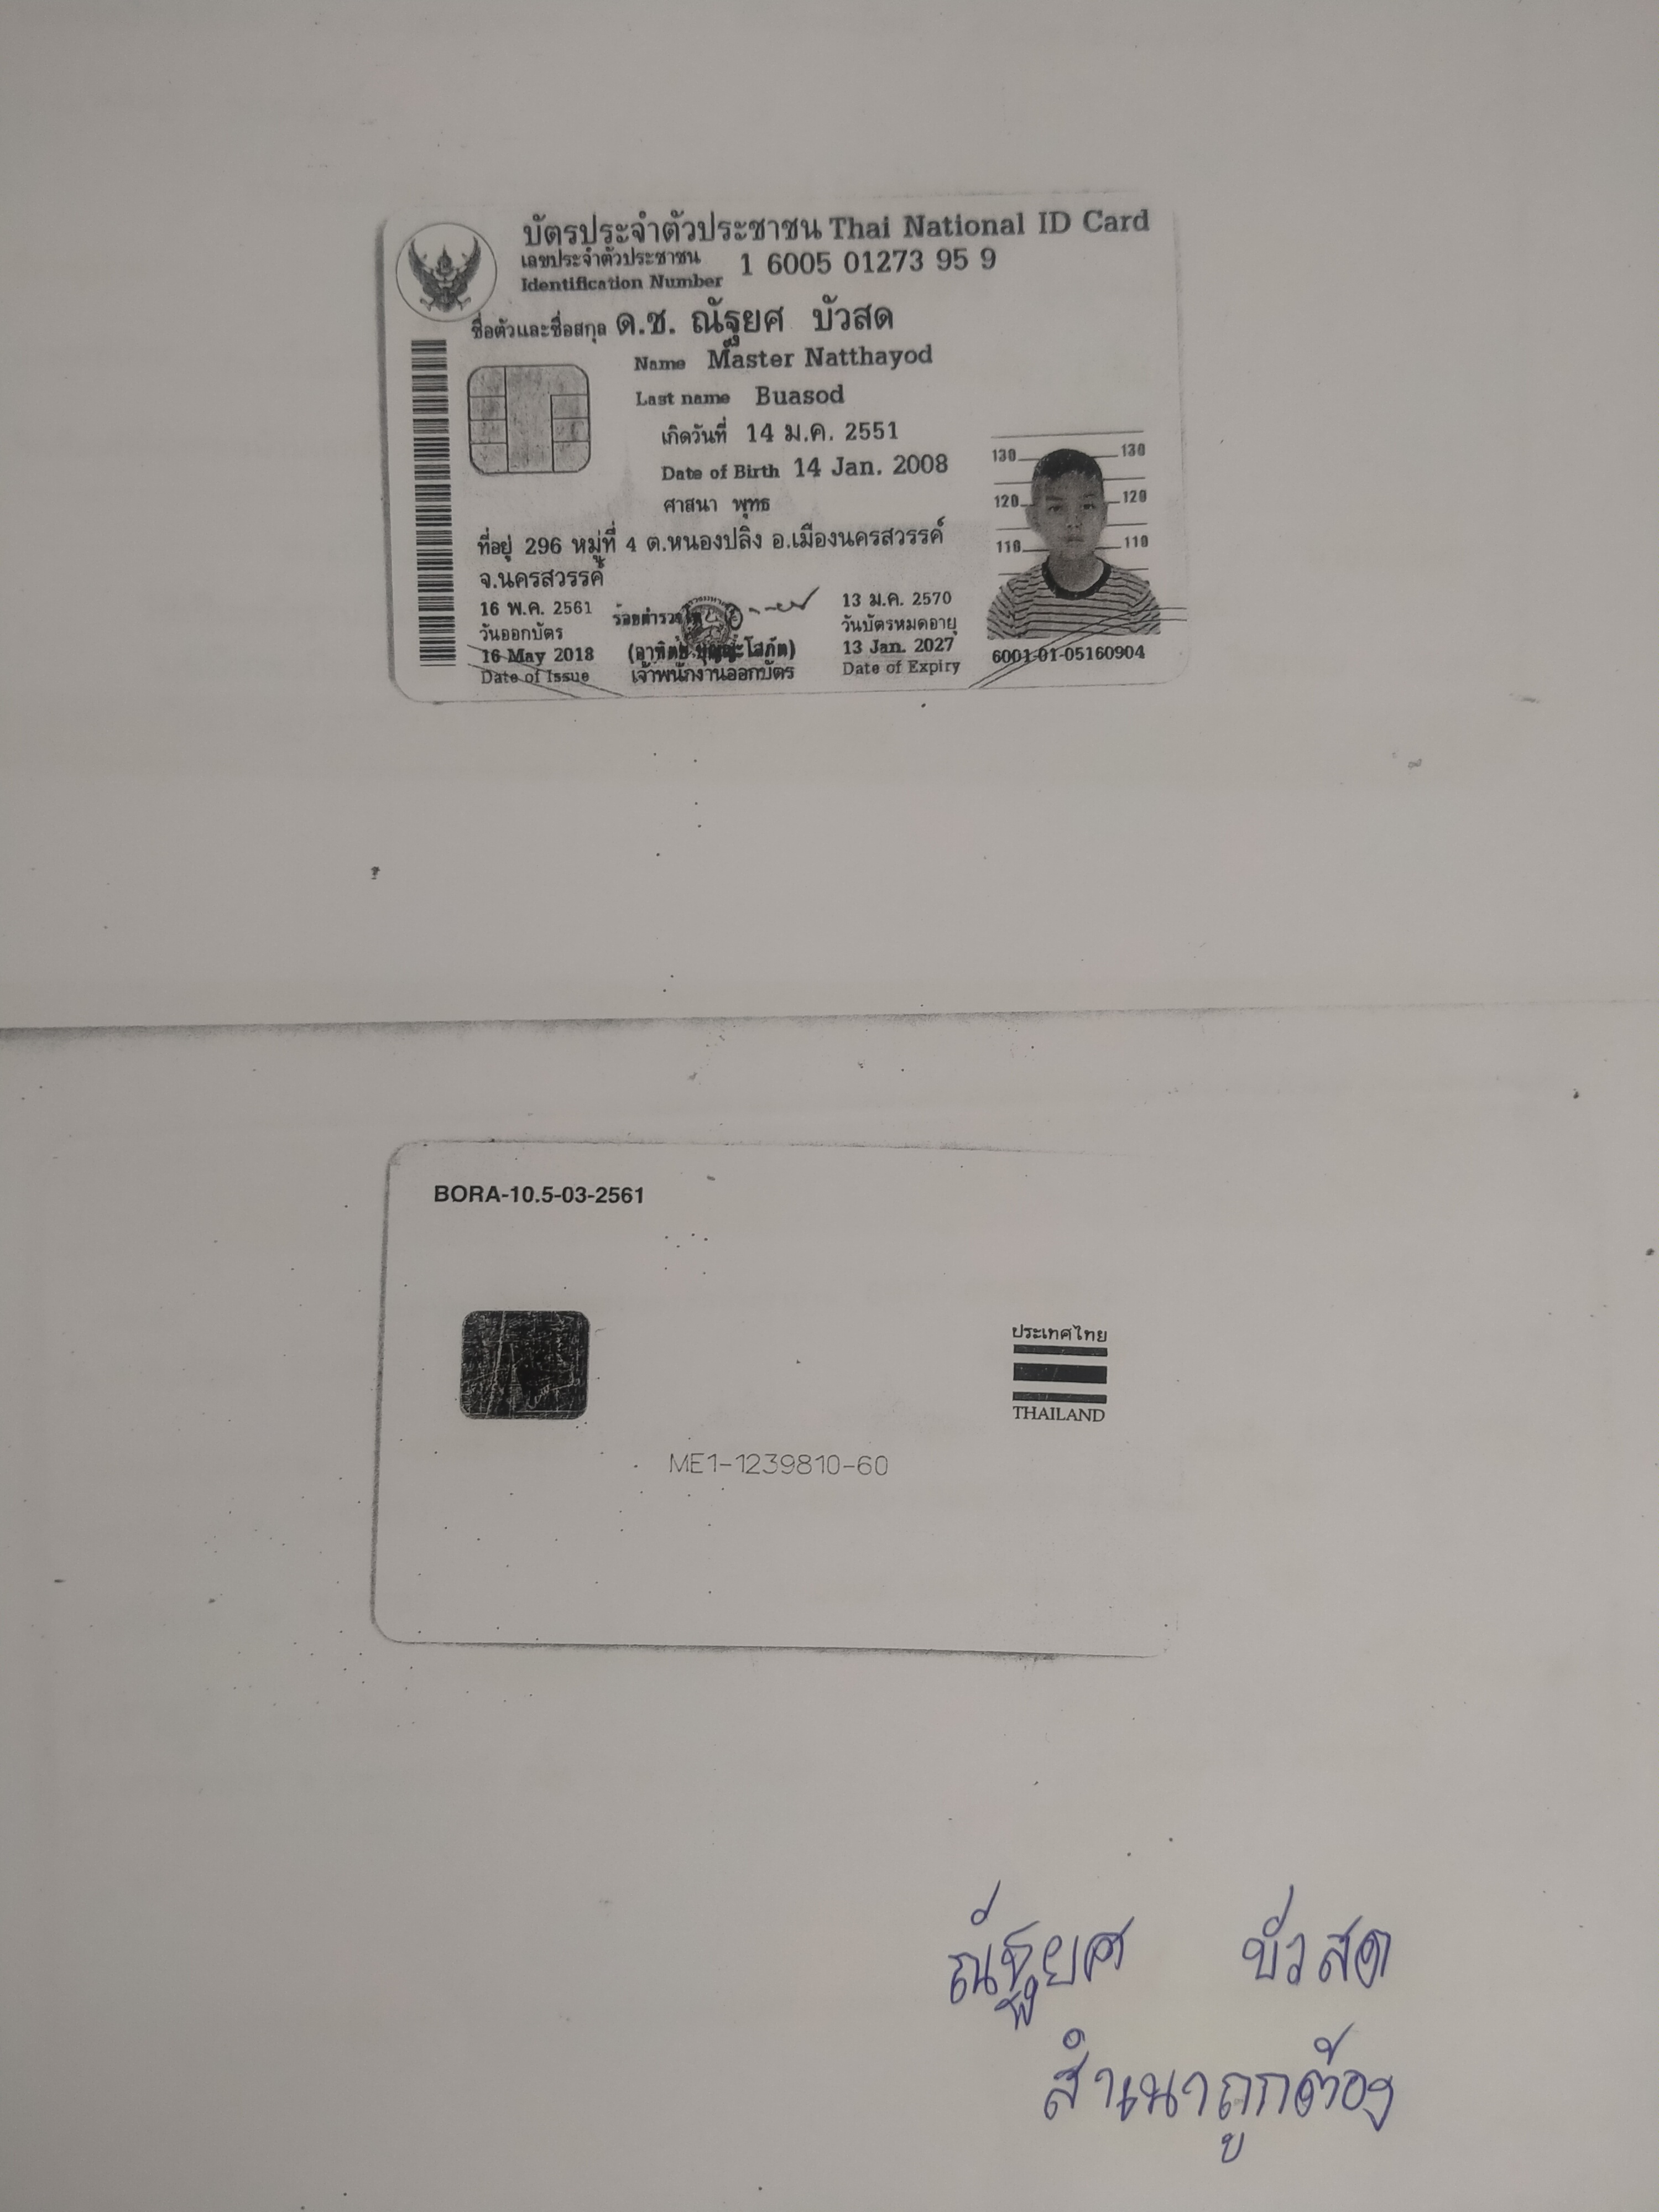 บัตรประจำตัวประชาชน Thai National ID Card
เลขประจำตัวประชาชน
Identification Number 1 6005 01273 95 9
ชื่อตัวและชื่อสกุล ด.ช. ณัฐยศ บัวสด
Name Master Natthayod
Last name Buasod
เกิดวันที่ 14 ม.ค. 2551
Date of Birth 14 Jan. 2008
ศาสนา พุทธ
ที่อยู่ 296 หมู่ที่ 4 ต.หนองปลิง อ.เมืองนครสวรรค์
จ.นครสวรรค์
16 พ.ค. 2561
วันออกบัตร
16 May 2018
Date of Issue
ร้อยตำรวจ
เจ้าพนักงานออกบัตร
13 ม.ค. 2570
วันบัตรหมดอายุ
13 Jan. 2027
Date of Expiry
130 130
120 120
110 110
6001-01-05160904
BORA-10.5-03-2561
ประเทศไทย
THAILAND
ME1-1239810-60
ณัฐยศ บัวสด
สำเนาถูกต้อง